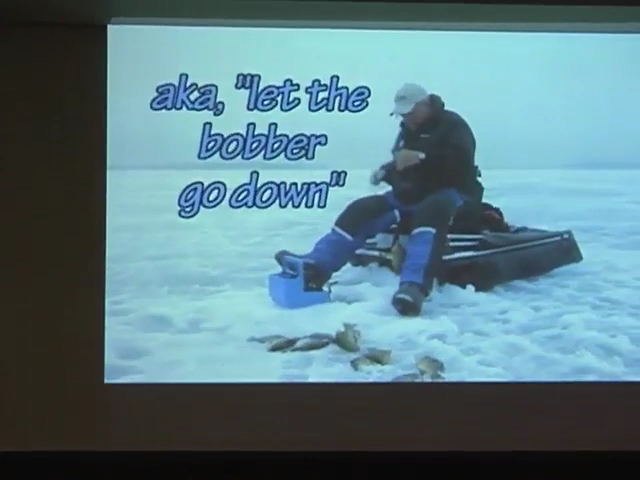 aka, "let the
bobber
go down"